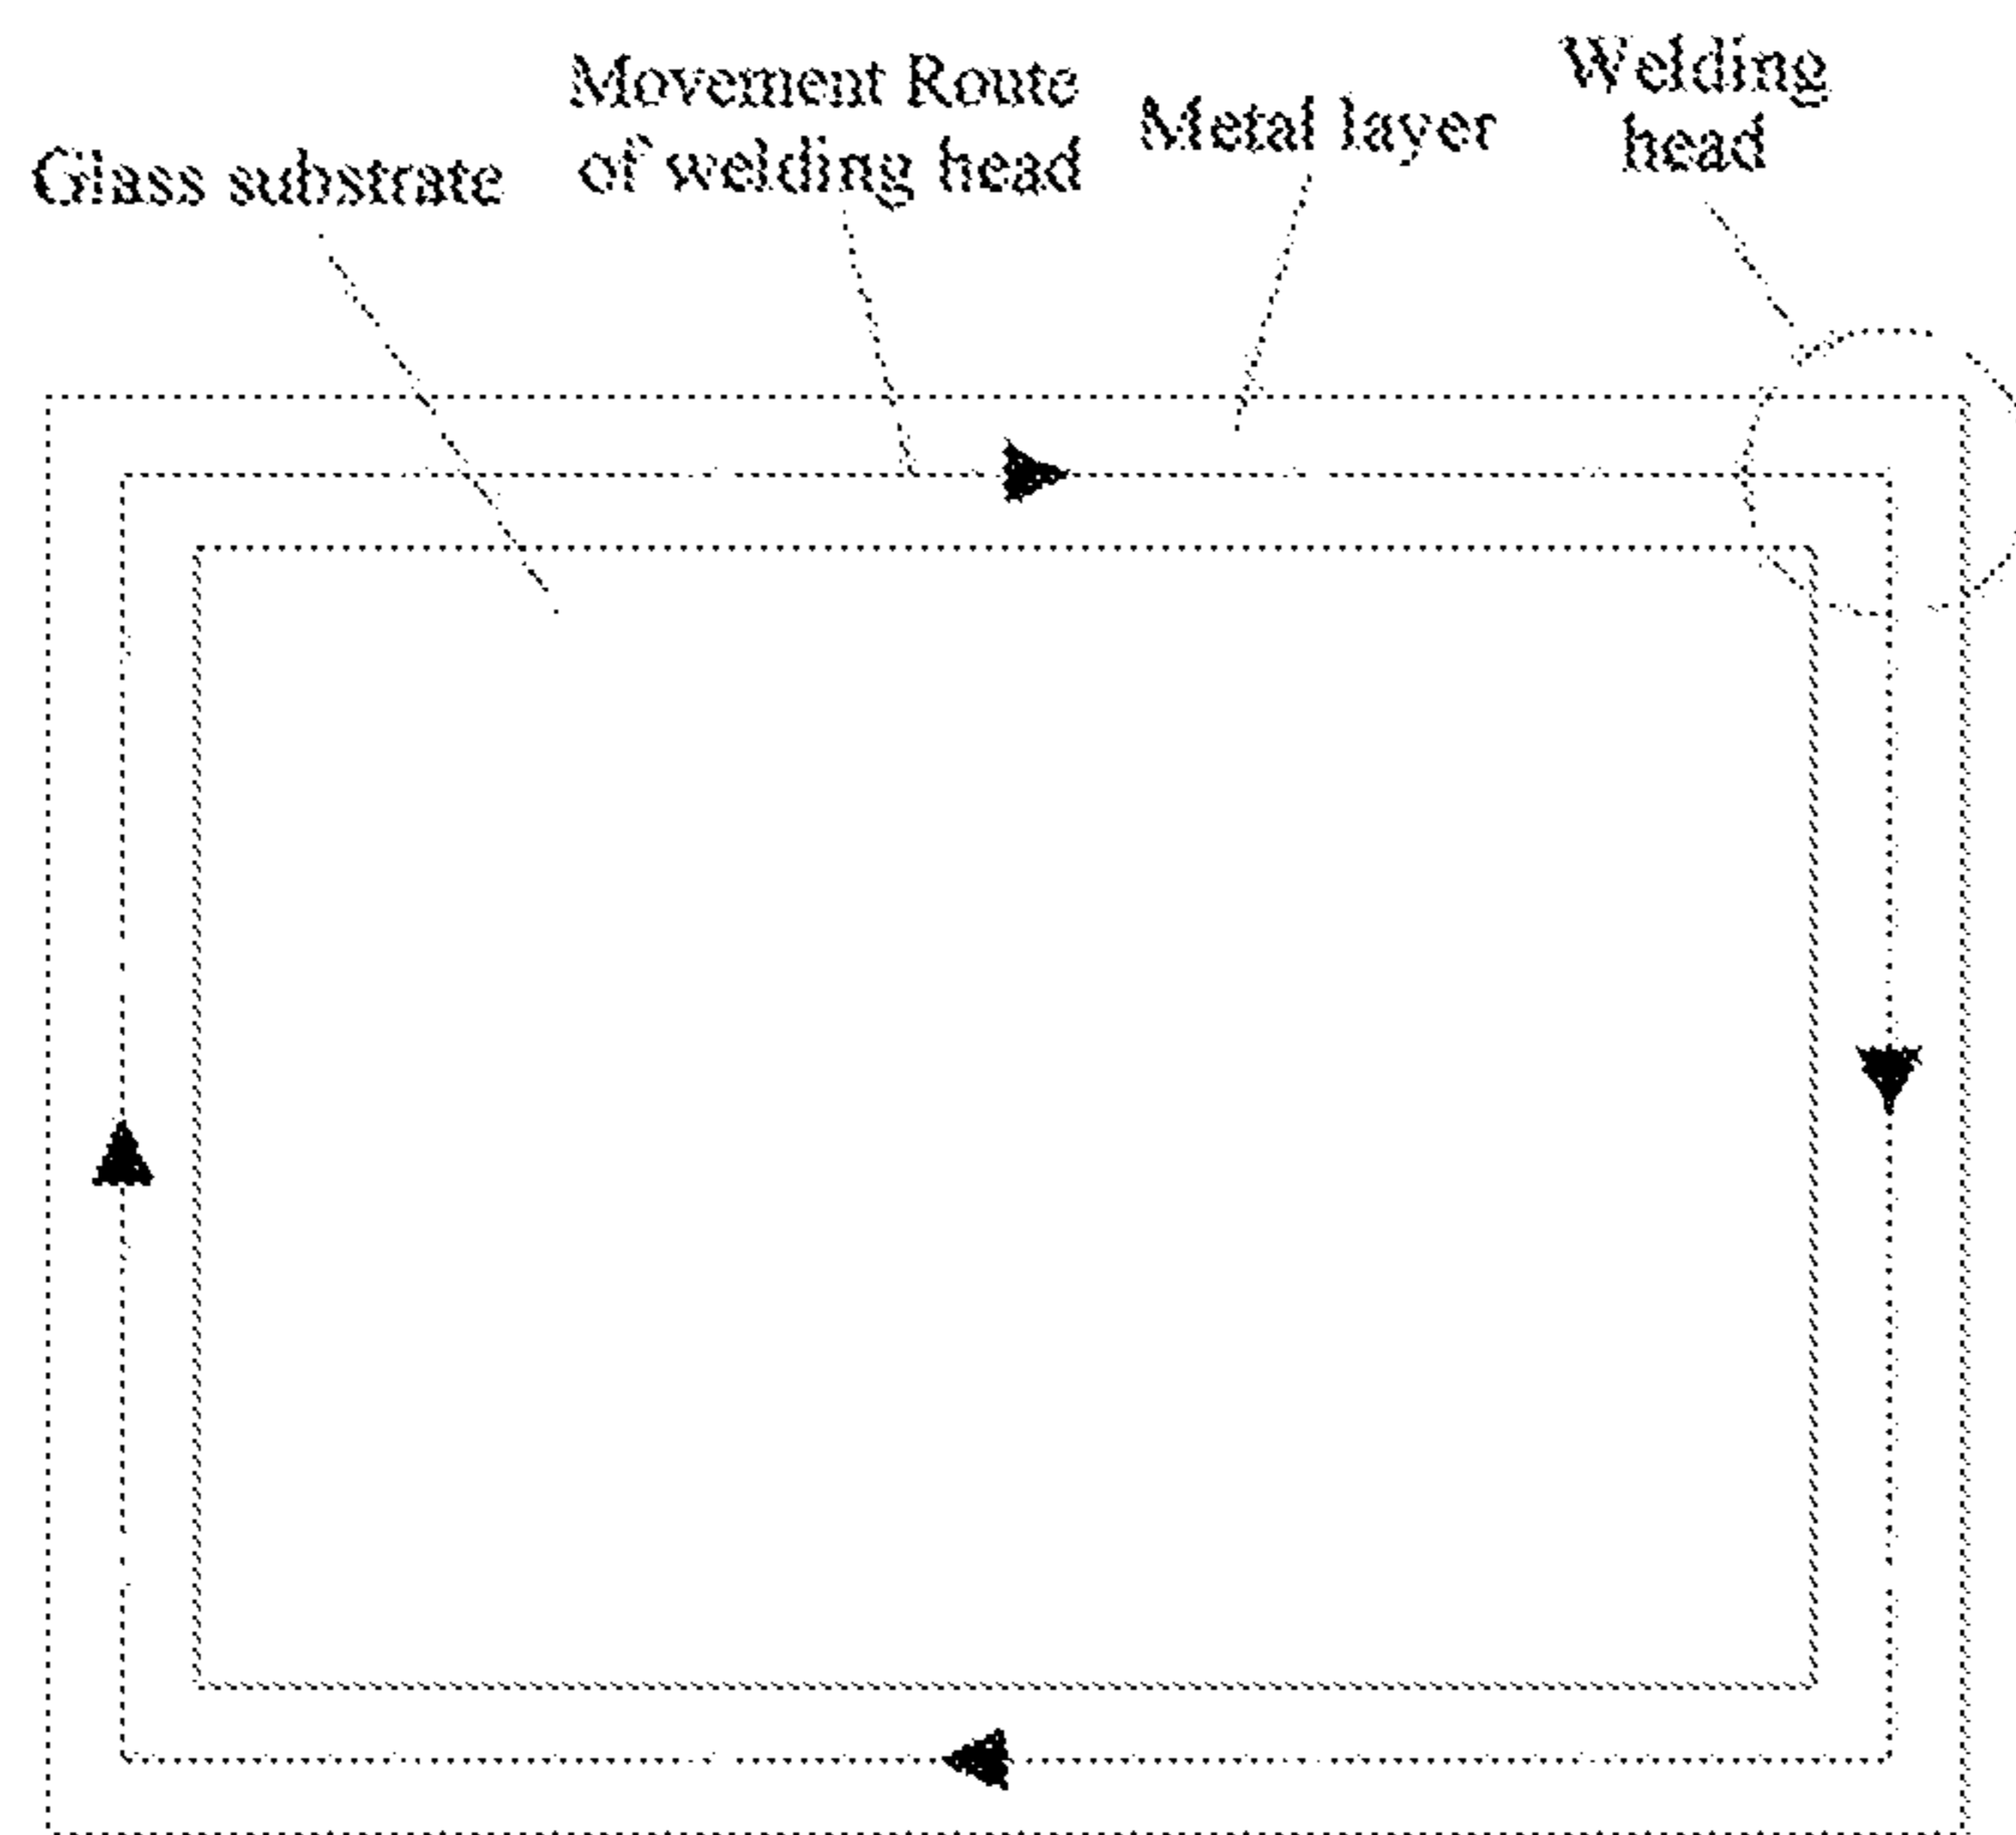 Glass substrate
Movement Route
of welding head
Metal layer
Welding
head